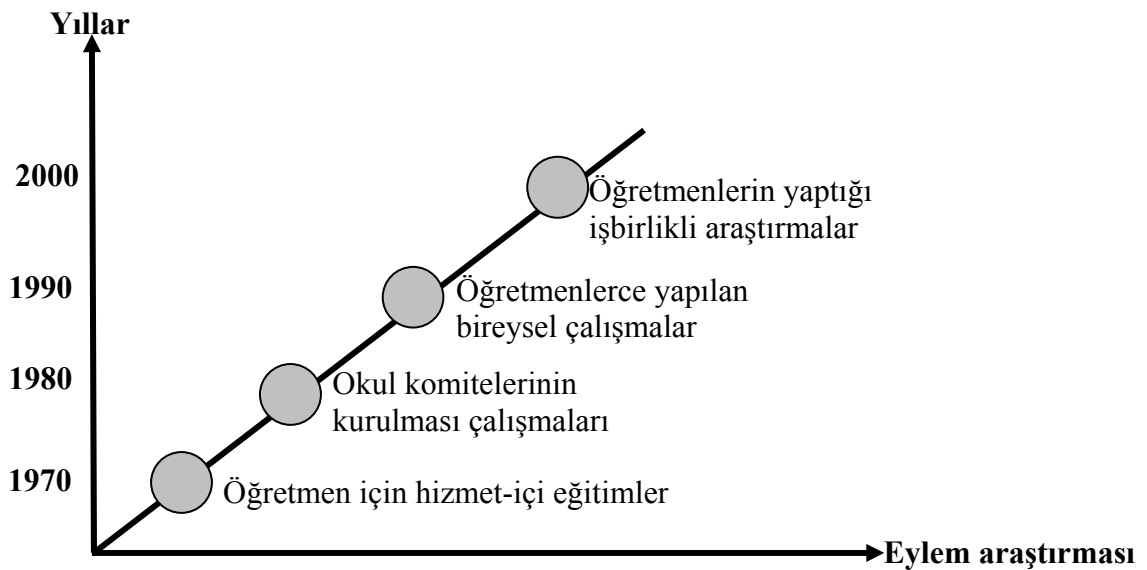 Yıllar
2000
Öğretmenlerin yaptığı
işbirlikli araştırmalar
1990
Öğretmenlerce yapılan
bireysel çalışmalar
1980
Okul komitelerinin
kurulması çalışmaları
1970
Öğretmen için hizmet-içi eğitimler
Eylem araştırması